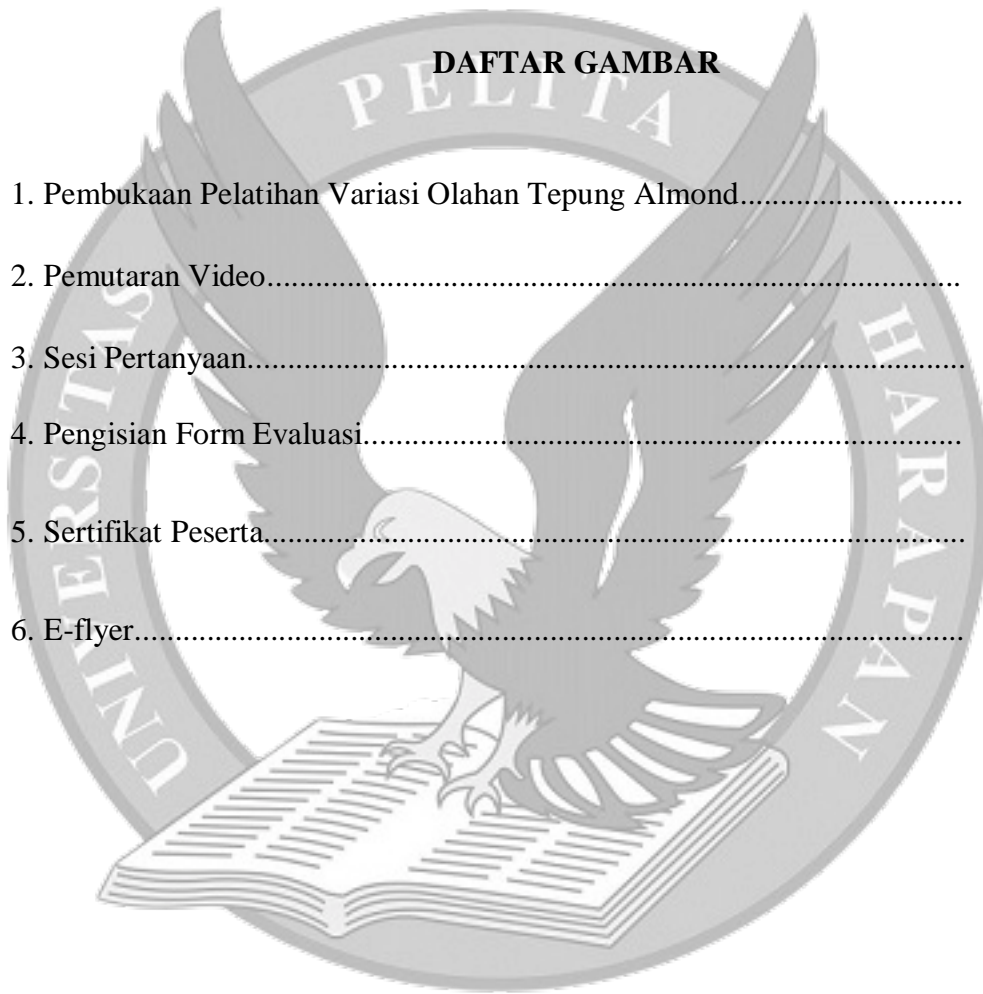 DAFTAR GAMBAR
PELITA
1. Pembukaan Pelatihan Variasi Olahan Tepung Almond...........................
2. Pemutaran Video....................................................................................
3. Sesi Pertanyaan.......................................................................................
4. Pengisian Form Evaluasi.........................................................................
5. Sertifikat Peserta.....................................................................................
6. E-flyer.....................................................................................................
UNIVERSITAS
HARAPAN